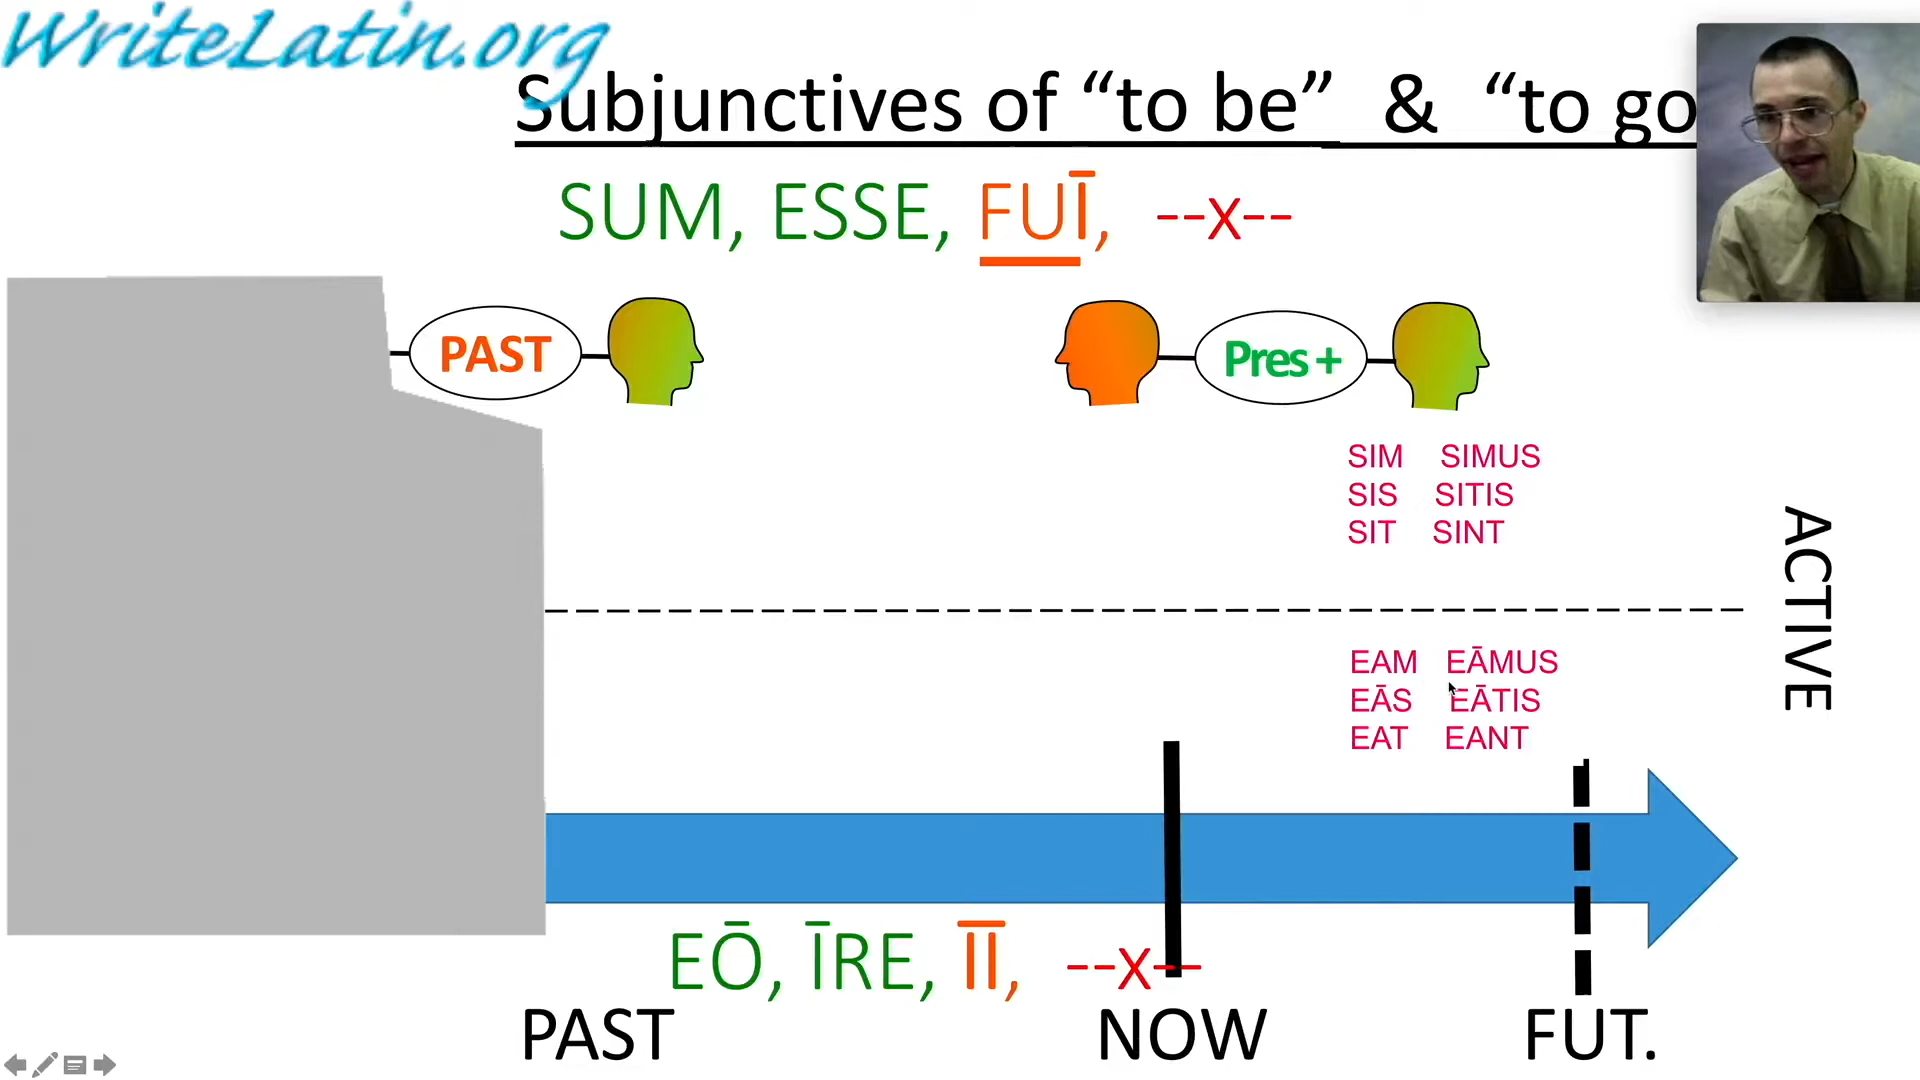 WriteLatin.org
Subjunctives of “to be” & “to go
SUM, ESSE, FUĪ, --x--
PAST
Pres +
SIM SIMUS
SIS SITIS
SIT SINT
ACTIVE
EAM EĀMUS
EĀS EĀTIS
EAT EANT
EŌ, ĪRE, ĪĪ, --x--
PAST NOW FUT.